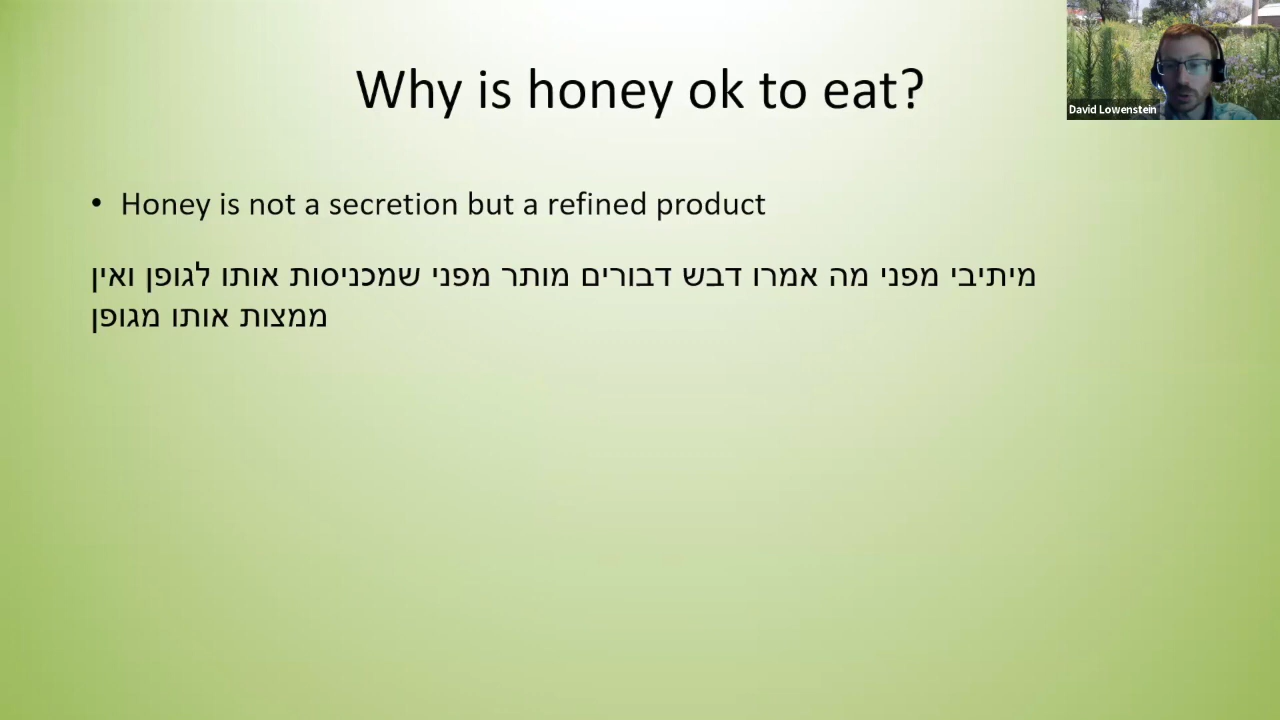 Why is honey ok to eat?
David Lowenstein
• Honey is not a secretion but a refined product
מיתיבי מפני מה אמרו דבש דבורים מותר מפני שמכניסות אותו לגופן ואין
ממצות אותו מגופן